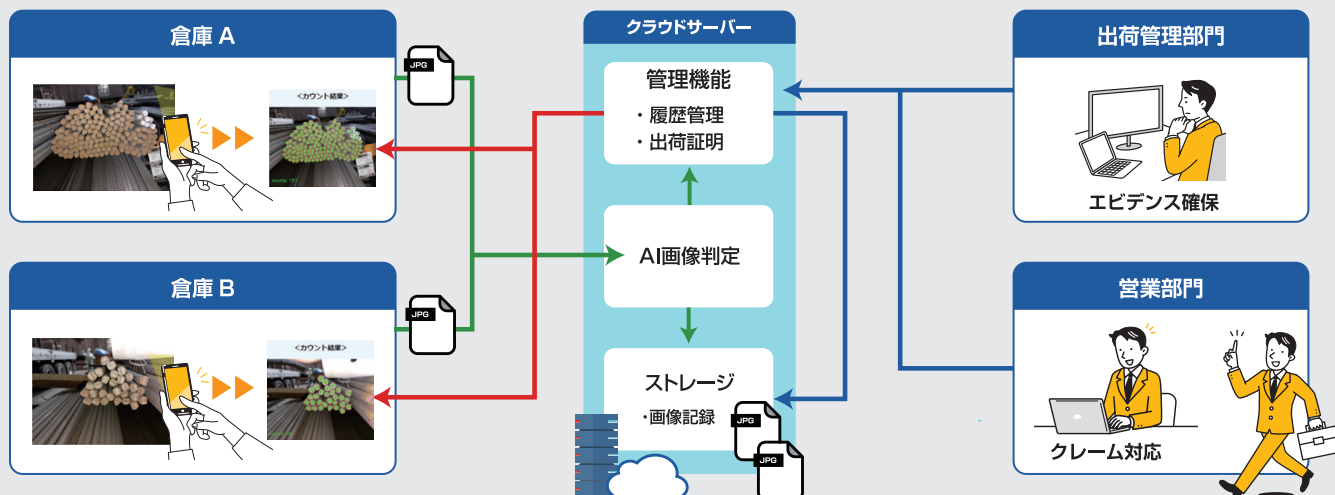 倉庫 A
JPG
<カウント結果>
倉庫 B
JPG
<カウント結果>
クラウドサーバー
管理機能
・履歴管理
・出荷証明
AI画像判定
ストレージ
・画像記録
JPG
JPG
出荷管理部門
エビデンス確保
営業部門
クレーム対応